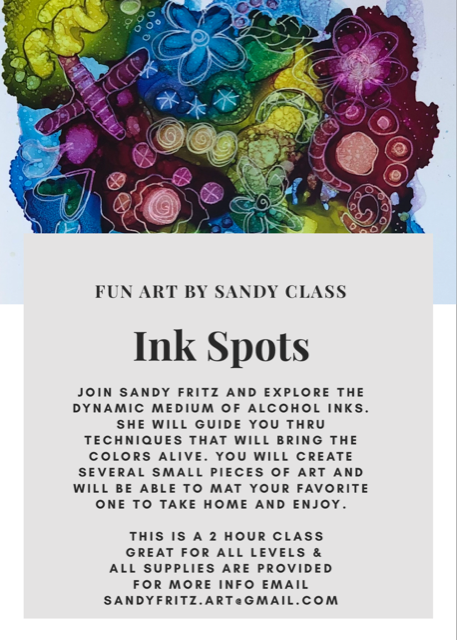 FUN ART BY SANDY CLASS
Ink Spots
JOIN SANDY FRITZ AND EXPLORE THE
DYNAMIC MEDIUM OF ALCOHOL INKS.
SHE WILL GUIDE YOU THRU
TECHNIQUES THAT WILL BRING THE
COLORS ALIVE. YOU WILL CREATE
SEVERAL SMALL PIECES OF ART AND
WILL BE ABLE TO MAT YOUR FAVORITE
ONE TO TAKE HOME AND ENJOY.
THIS IS A 2 HOUR CLASS
GREAT FOR ALL LEVELS &
ALL SUPPLIES ARE PROVIDED
FOR MORE INFO EMAIL
SANDYFRITZ.ART@GMAIL.COM